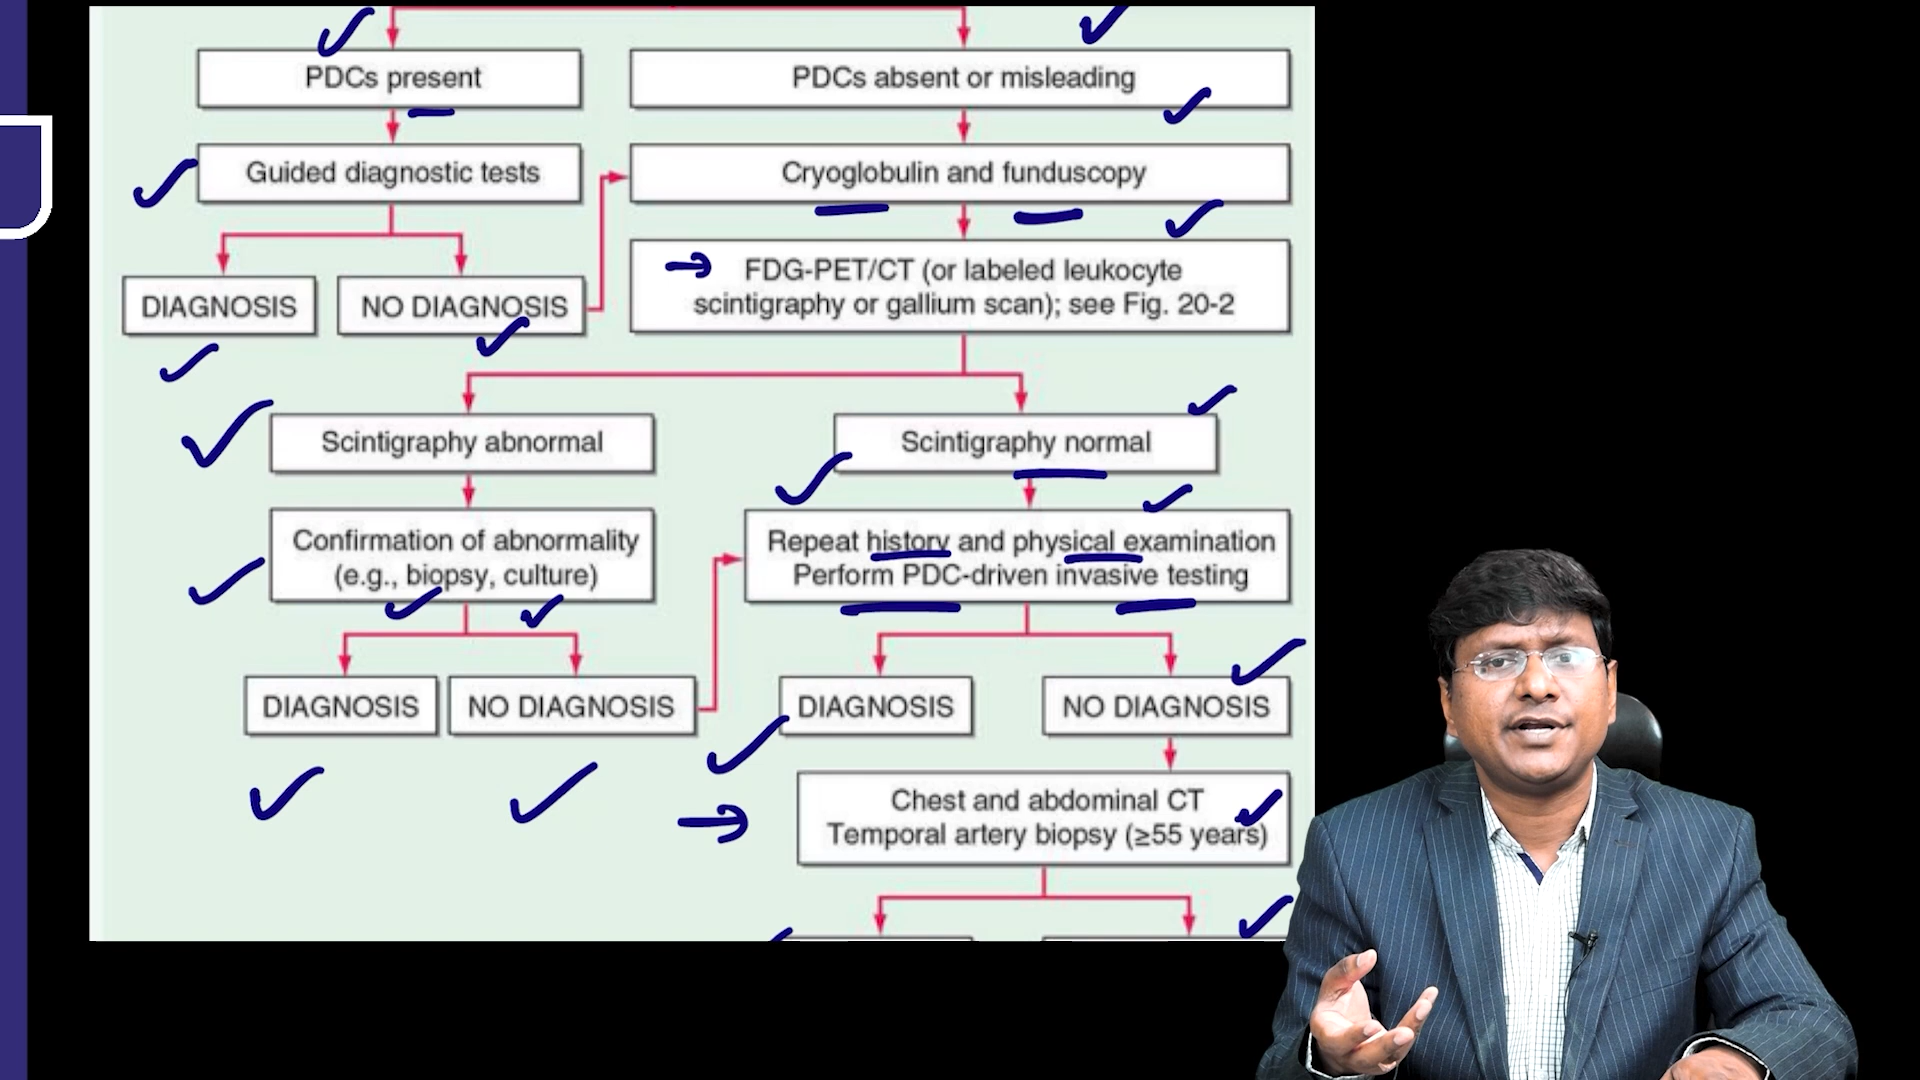 PDCs present
PDCs absent or misleading
Guided diagnostic tests
Cryoglobulin and funduscopy
DIAGNOSIS
NO DIAGNOSIS
FDG-PET/CT (or labeled leukocyte
scintigraphy or gallium scan); see Fig. 20-2
Scintigraphy abnormal
Scintigraphy normal
Confirmation of abnormality
(e.g., biopsy, culture)
Repeat history and physical examination
Perform PDC-driven invasive testing
DIAGNOSIS
NO DIAGNOSIS
DIAGNOSIS
NO DIAGNOSIS
Chest and abdominal CT
Temporal artery biopsy (≥55 years)